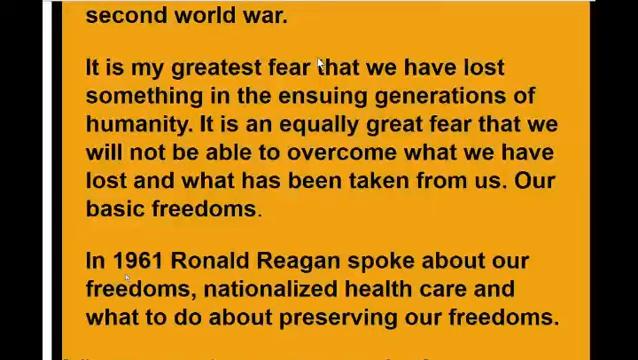 second world war.
It is my greatest fear that we have lost
something in the ensuing generations of
humanity. It is an equally great fear that we
will not be able to overcome what we have
lost and what has been taken from us. Our
basic freedoms.
In 1961 Ronald Reagan spoke about our
freedoms, nationalized health care and
what to do about preserving our freedoms.